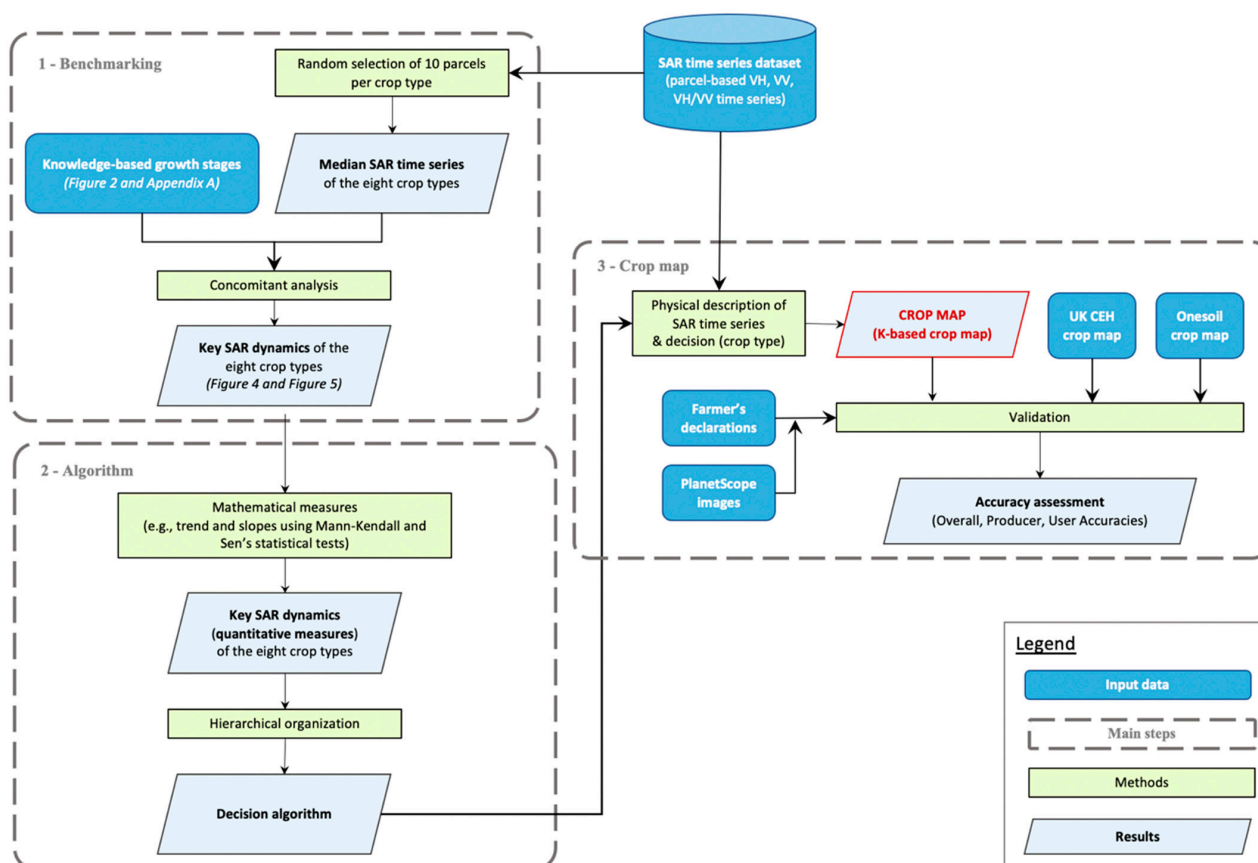 1 - Benchmarking
Random selection of 10 parcels
per crop type
SAR time series dataset
(parcel-based VH, VV,
VH/VV time series)
Knowledge-based growth stages
(Figure 2 and Appendix A)
Median SAR time series
of the eight crop types
Concomitant analysis
Key SAR dynamics of the
eight crop types
(Figure 4 and Figure 5)
2 - Algorithm
Mathematical measures
(e.g., trend and slopes using Mann-Kendall and
Sen's statistical tests)
Key SAR dynamics
(quantitative measures)
of the eight crop types
Hierarchical organization
Decision algorithm
3 - Crop map
Physical description of
SAR time series
& decision (crop type)
CROP MAP
(K-based crop map)
UK CEH
crop map
Onesoil
crop map
Farmer's
declarations
Validation
PlanetScope
images
Accuracy assessment
(Overall, Producer, User Accuracies)
Legend
Input data
Main steps
Methods
Results